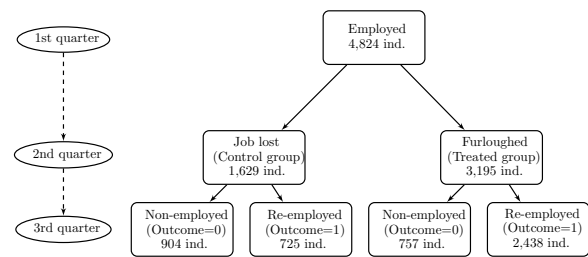 1st quarter
Employed
4,824 ind.
2nd quarter
Job lost
(Control group)
1,629 ind.
Furloughed
(Treated group)
3,195 ind.
3rd quarter
Non-employed
(Outcome=0)
904 ind.
Re-employed
(Outcome=1)
725 ind.
Non-employed
(Outcome=0)
757 ind.
Re-employed
(Outcome=1)
2,438 ind.